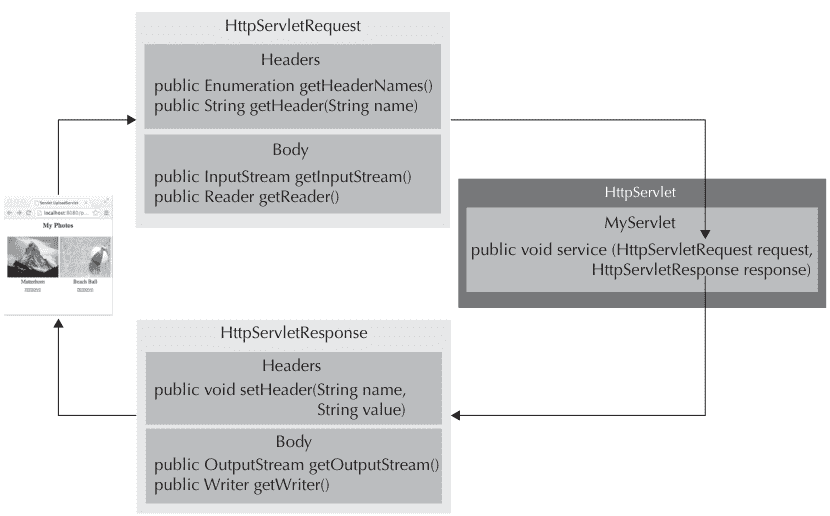 HttpServletRequest
Headers
public Enumeration getHeaderNames()
public String getHeader(String name)
Body
public InputStream getInputStream()
public Reader getReader()
HttpServlet
MyServlet
public void service (HttpServletRequest request,
HttpServletResponse response)
My Photos
Matterhorn
Beach Ball
HttpServletResponse
Headers
public void setHeader(String name,
String value)
Body
public OutputStream getOutputStream()
public Writer getWriter()